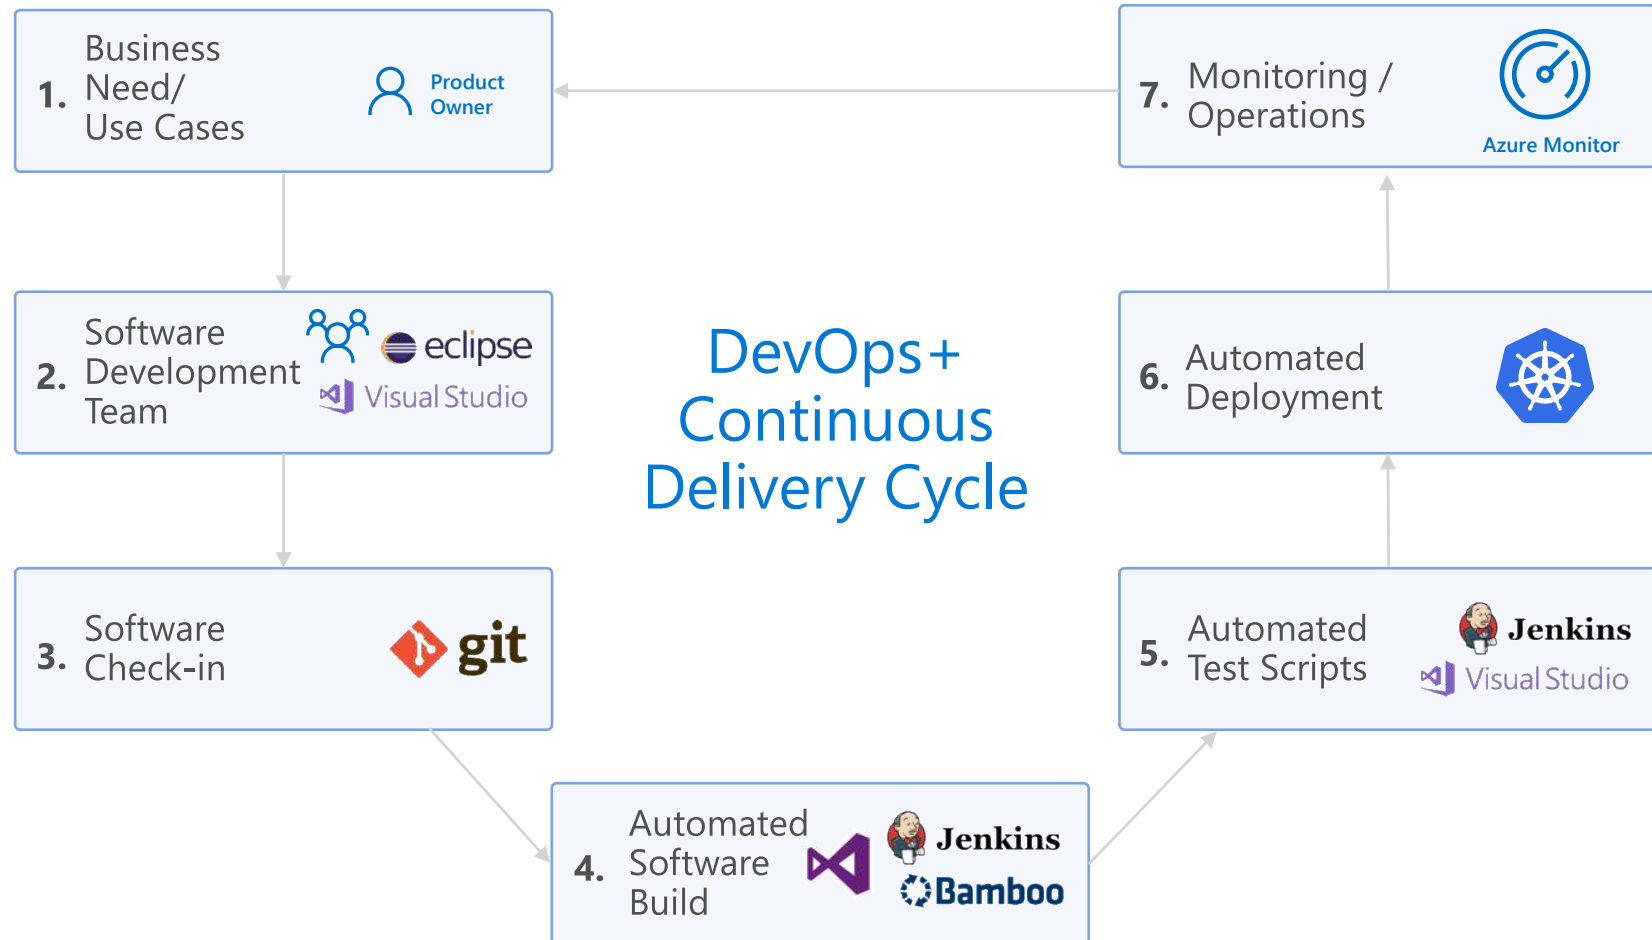 1.
Business
Need/
Use Cases
Product
Owner
2.
Software
Development
Team
eclipse
Visual Studio
3.
Software
Check-in
git
4.
Automated
Software
Build
Jenkins
Bamboo
5.
Automated
Test Scripts
Jenkins
Visual Studio
6.
Automated
Deployment
7.
Monitoring /
Operations
Azure Monitor
DevOps+
Continuous
Delivery Cycle